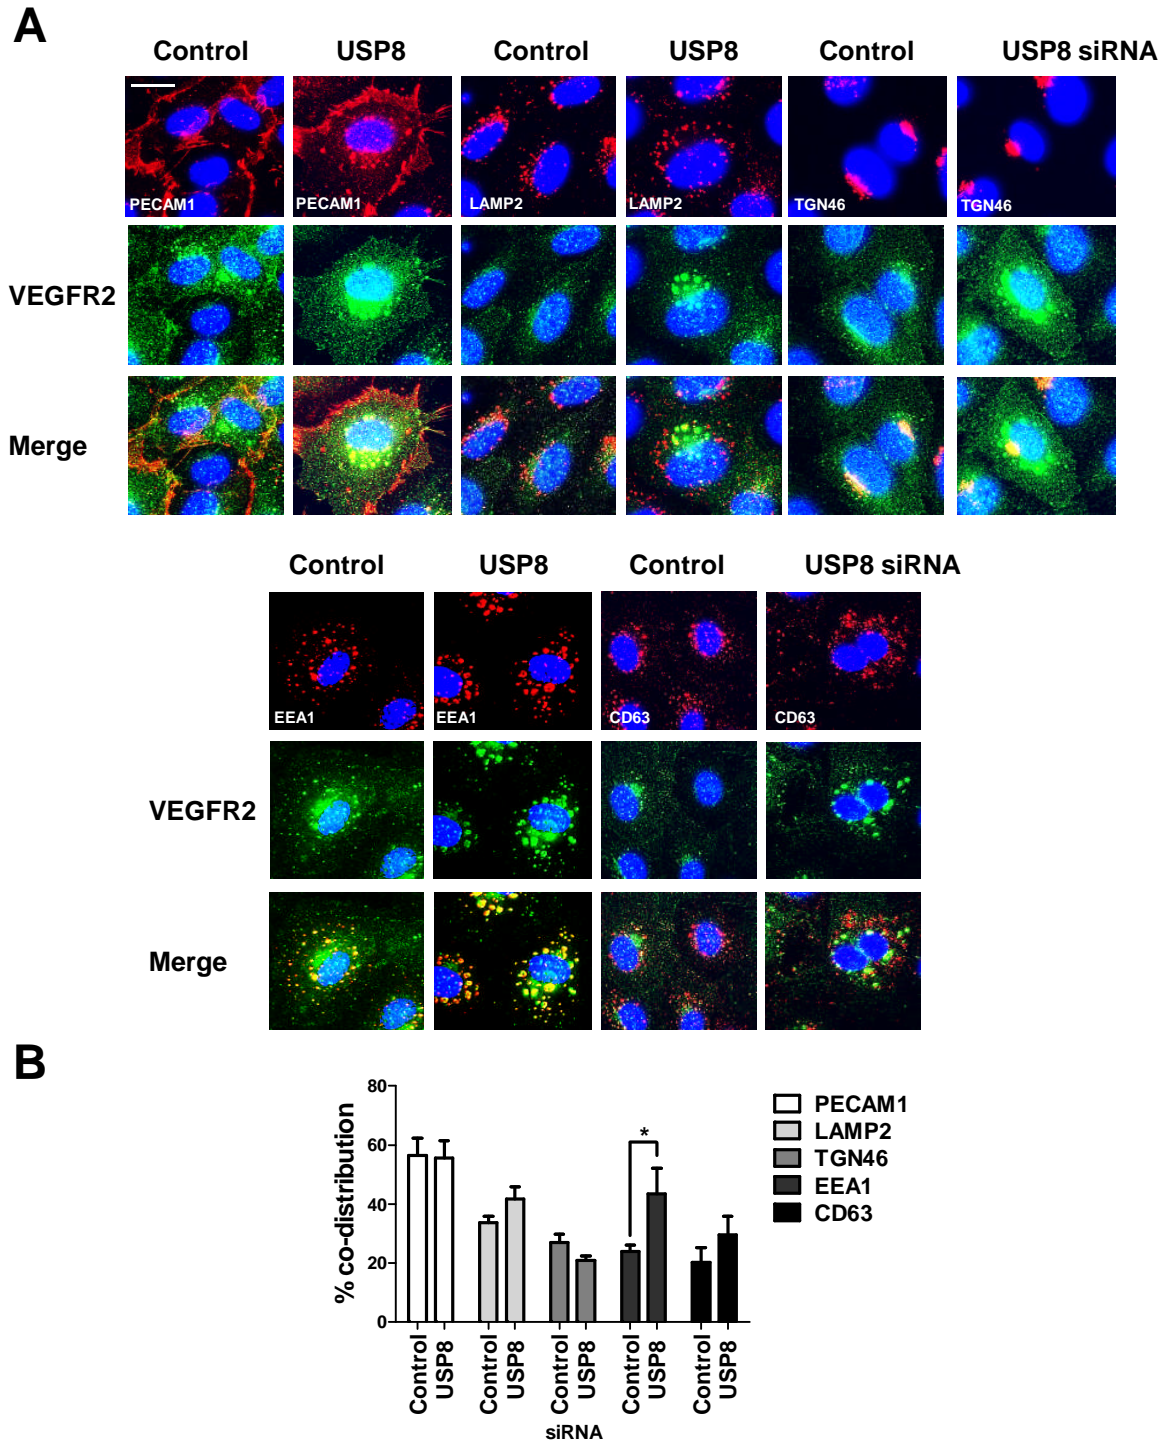 A
Control USP8 Control USP8 Control USP8 siRNA
PECAM1 PECAM1 LAMP2 LAMP2 TGN46 TGN46
VEGFR2
Merge
Control USP8 Control USP8 siRNA
EEA1 EEA1 CD63 CD63
VEGFR2
Merge
B
% co-distribution
80
60
40
20
0
*
PECAM1
LAMP2
TGN46
EEA1
CD63
Control USP8 Control USP8 Control USP8 Control USP8 Control USP8
siRNA